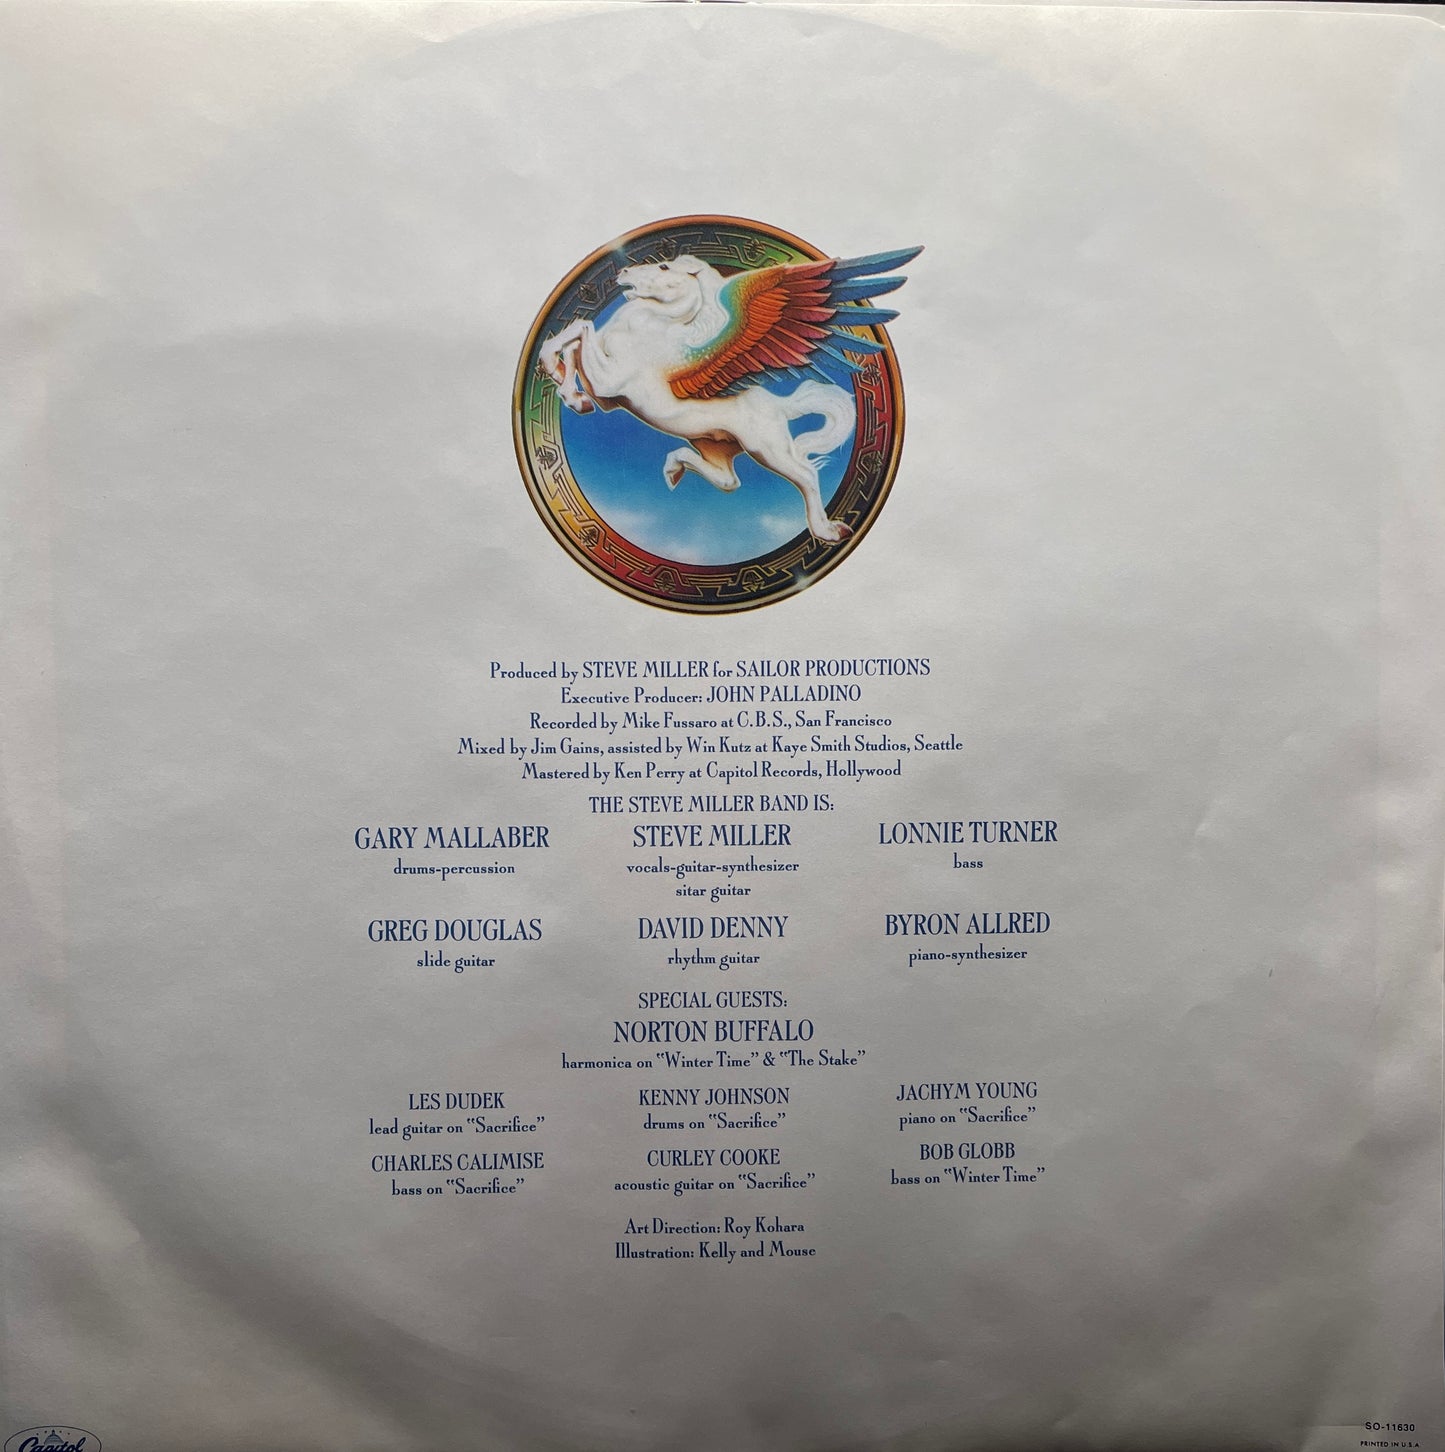 Produced by STEVE MILLER for SAILOR PRODUCTIONS
Executive Producer: JOHN PALLADINO
Recorded by Mike Fussaro at C.B.S., San Francisco
Mixed by Jim Gains, assisted by Win Kutz at Kaye Smith Studios, Seattle
Mastered by Ken Perry at Capitol Records, Hollywood
THE STEVE MILLER BAND IS:
GARY MALLABER
drums-percussion
STEVE MILLER
vocals-guitar-synthesizer
sitar guitar
LONNIE TURNER
bass
GREG DOUGLAS
slide guitar
DAVID DENNY
rhythm guitar
BYRON ALLRED
piano-synthesizer
SPECIAL GUESTS:
NORTON BUFFALO
harmonica on "Winter Time" & "The Stake"
LES DUDEK
lead guitar on "Sacrifice"
KENNY JOHNSON
drums on "Sacrifice"
JACHYM YOUNG
piano on "Sacrifice"
CHARLES CALIMISE
bass on "Sacrifice"
CURLEY COOKE
acoustic guitar on "Sacrifice"
BOB GLOBB
bass on "Winter Time"
Art Direction: Roy Kohara
Illustration: Kelly and Mouse
Capitol
SO-11630
PRINTED IN U.S.A